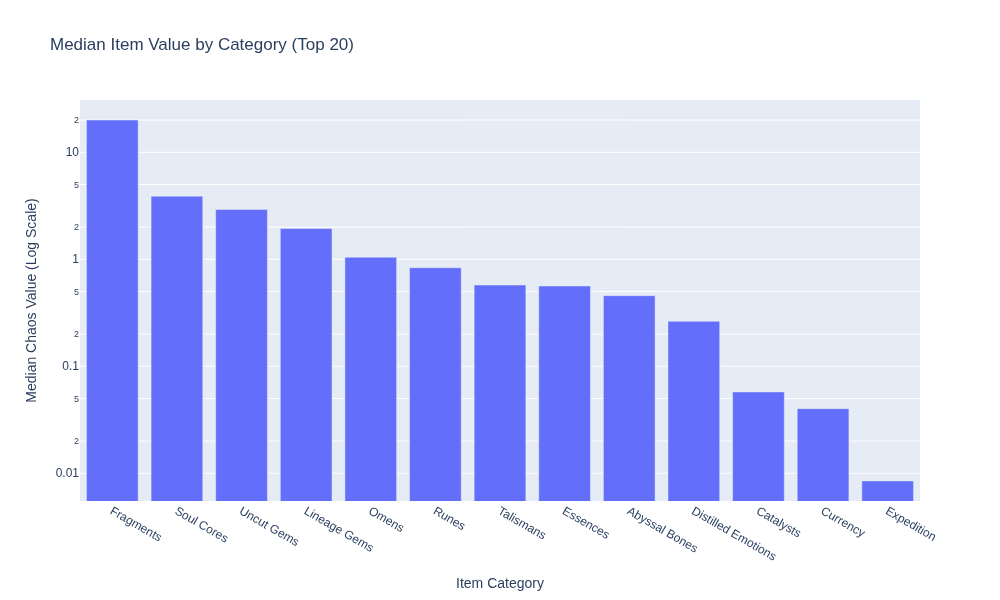 Median Item Value by Category (Top 20)
Median Chaos Value (Log Scale)
2
10
5
2
1
5
2
0.1
5
2
0.01
Fragments
Soul Cores
Uncut Gems
Lineage Gems
Omens
Runes
Talismans
Essences
Abyssal Bones
Distilled Emotions
Catalysts
Currency
Expedition
Item Category